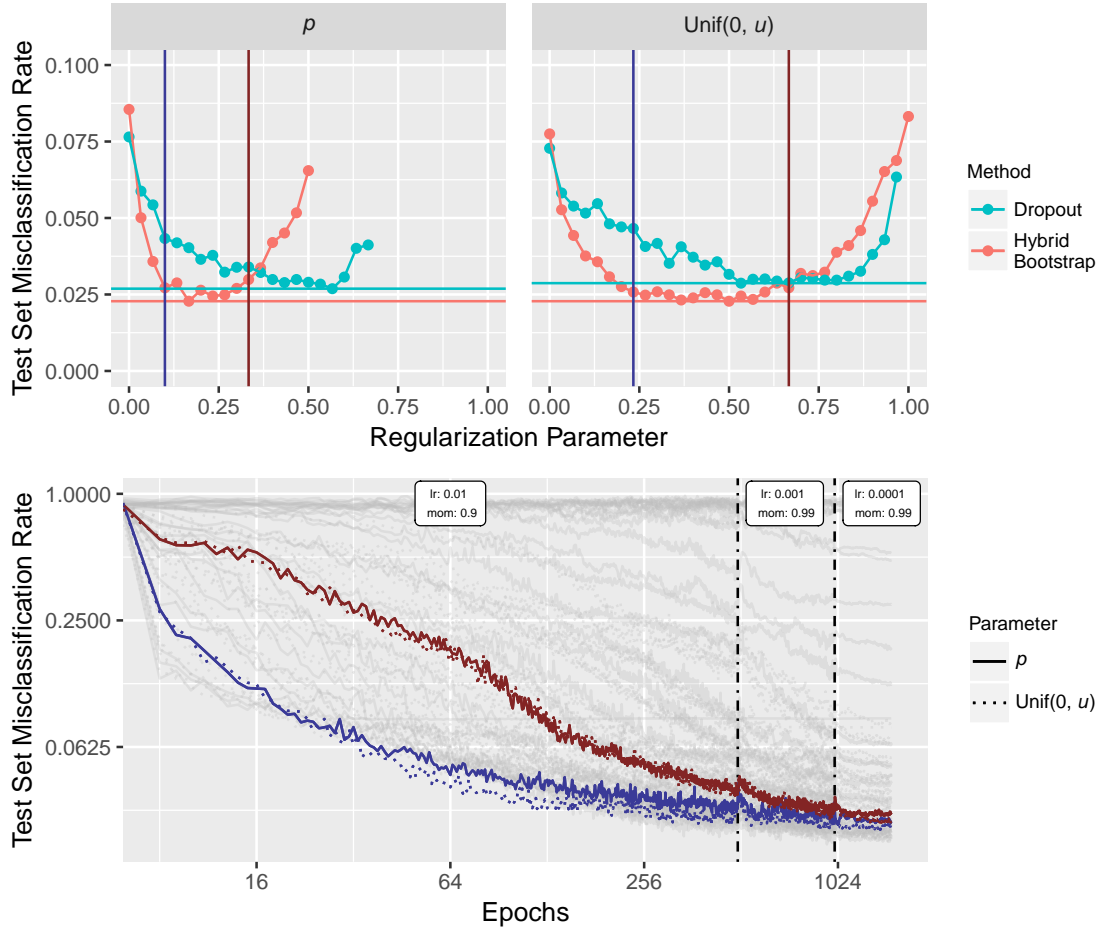 p
Unif(0, u)
Test Set Misclassification Rate
0.100
0.075
0.050
0.025
0.000
0.00 0.25 0.50 0.75 1.00
0.00 0.25 0.50 0.75 1.00
Regularization Parameter
Method
Dropout
Hybrid
Bootstrap
Test Set Misclassification Rate
1.0000
0.2500
0.0625
lr: 0.01
mom: 0.9
lr: 0.001
mom: 0.99
lr: 0.0001
mom: 0.99
16 64 256 1024
Epochs
Parameter
p
Unif(0, u)